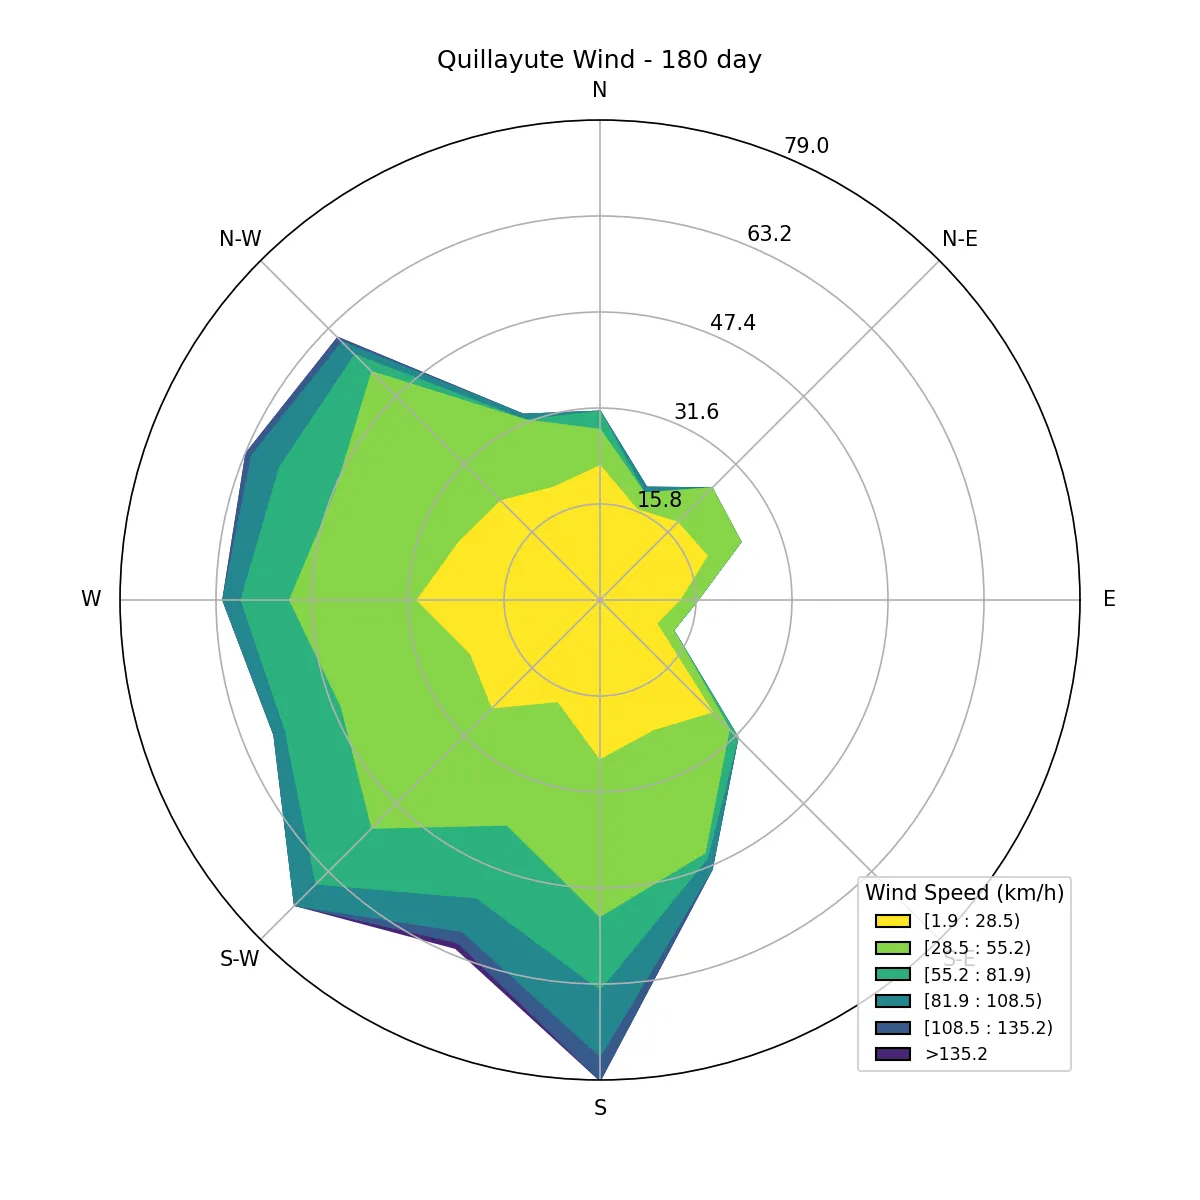 Quillayute Wind - 180 day
N
79.0
63.2
N-W
N-E
47.4
31.6
15.8
W
E
S-W
S-E
S
Wind Speed (km/h)
[1.9 : 28.5)
[28.5 : 55.2)
[55.2 : 81.9)
[81.9 : 108.5)
[108.5 : 135.2)
>135.2